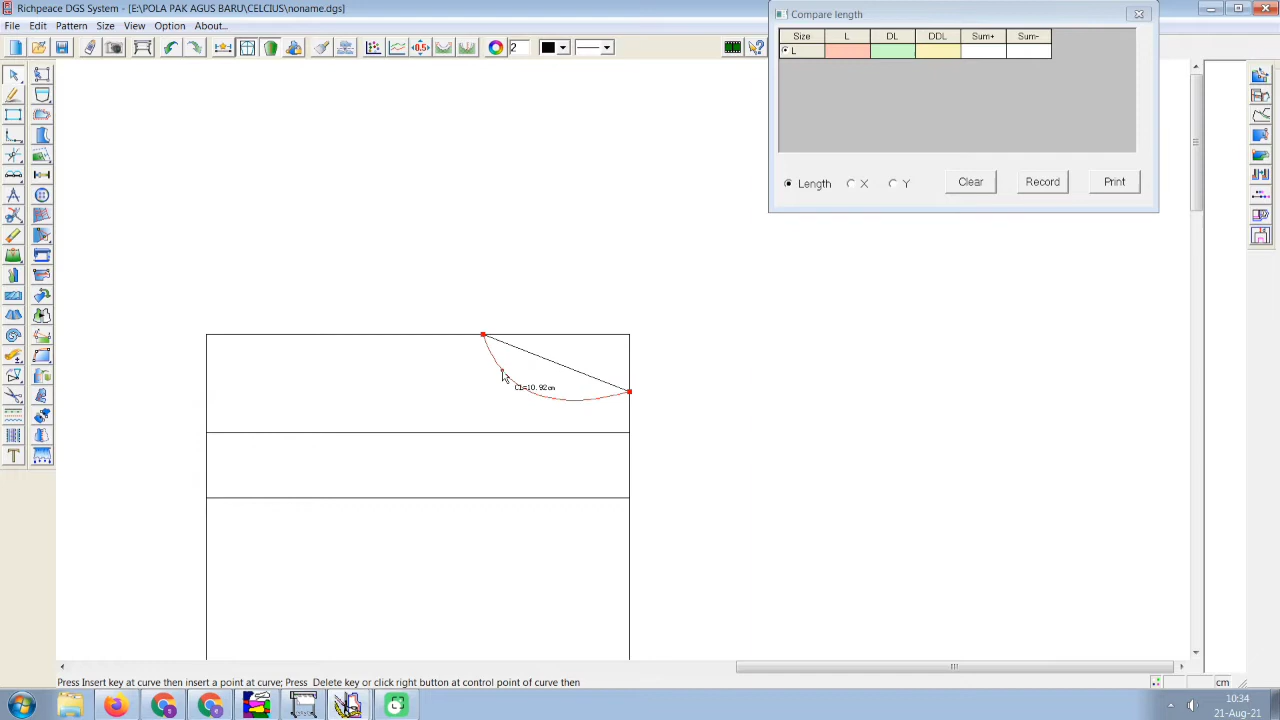 Richpeace DGS System - [E:\POLA PAK AGUS BARU\CELCIUS\noname.dgs]
File Edit Pattern Size View Option About...
2
Compare length
Size L DL DDL Sum+ Sum-
L
Length X Y Clear Record Print
CL=10.92cm
Press Insert key at curve then insert a point at curve; Press Delete key or click right button at control point of curve then
cm
10:34
21-Aug-21